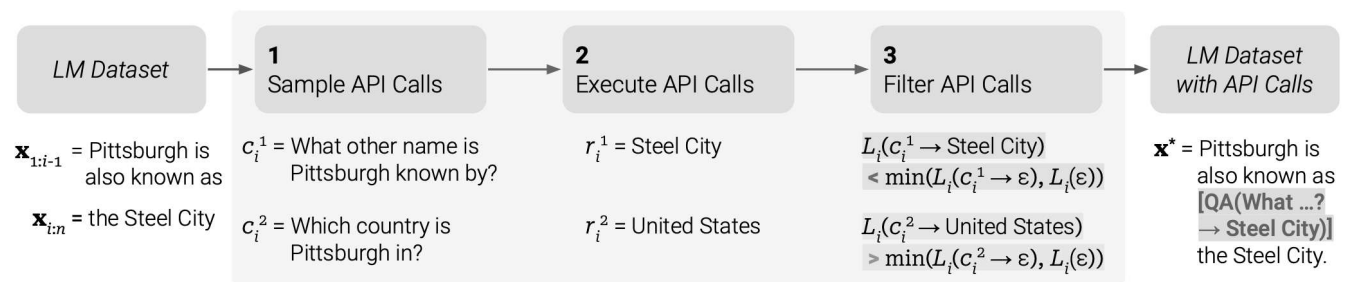 LM Dataset
1
Sample API Calls
2
Execute API Calls
3
Filter API Calls
LM Dataset
with API Calls
x1:i-1 = Pittsburgh is
also known as
xi:n = the Steel City
ci1 = What other name is
Pittsburgh known by?
ci2 = Which country is
Pittsburgh in?
ri1 = Steel City
ri2 = United States
Li(ci1 → Steel City)
< min(Li(ci1 → ε), Li(ε))
Li(ci2 → United States)
> min(Li(ci2 → ε), Li(ε))
x* = Pittsburgh is
also known as
[QA(What ...?
→ Steel City)]
the Steel City.